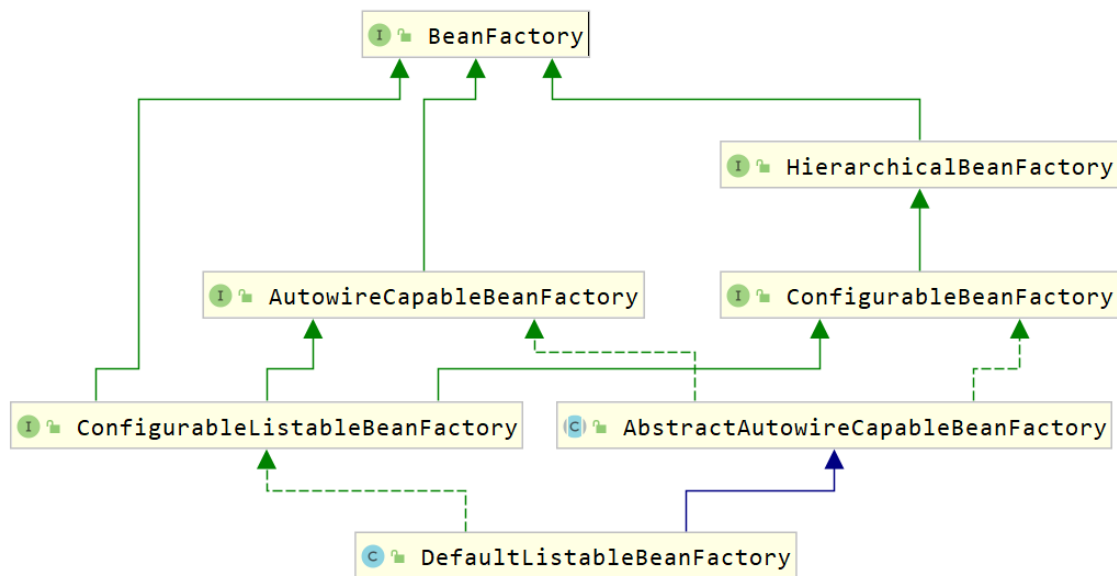 I BeanFactory
I HierarchicalBeanFactory
I AutowireCapableBeanFactory
I ConfigurableBeanFactory
I ConfigurableListableBeanFactory
C AbstractAutowireCapableBeanFactory
C DefaultListableBeanFactory